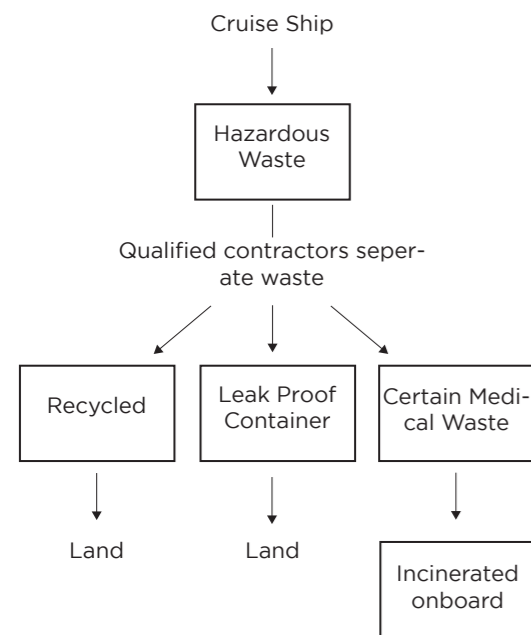 Cruise Ship
Hazardous
Waste
Qualified contractors seper-
ate waste
Recycled
Leak Proof
Container
Certain Medi-
cal Waste
Land
Land
Incinerated
onboard